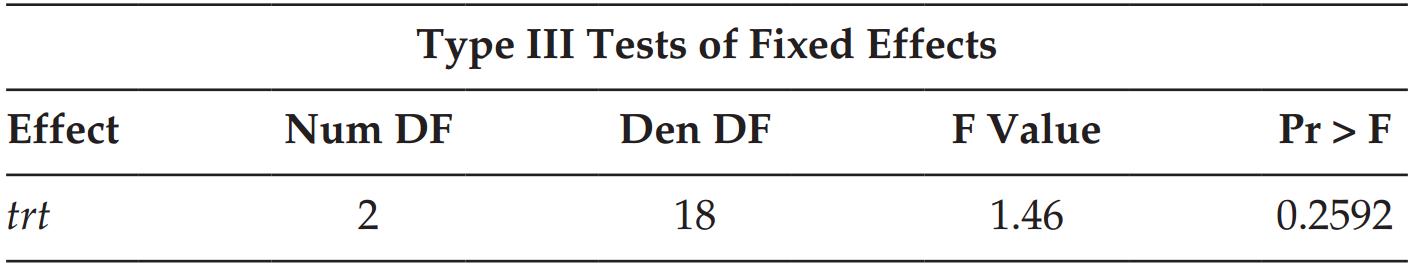 Type III Tests of Fixed Effects
Effect Num DF Den DF F Value Pr > F
trt 2 18 1.46 0.2592